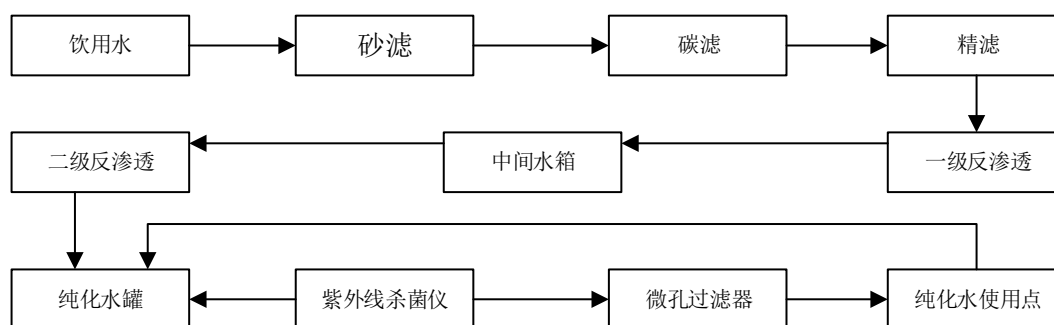 饮用水
砂滤
碳滤
精滤
二级反渗透
中间水箱
一级反渗透
纯化水罐
紫外线杀菌仪
微孔过滤器
纯化水使用点